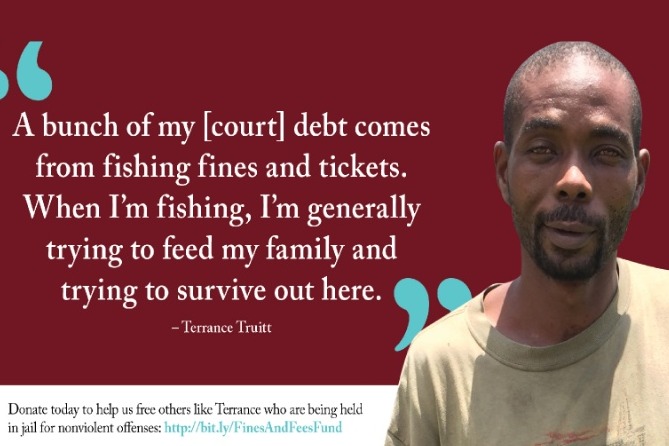 “
A bunch of my [court] debt comes
from fishing fines and tickets.
When I’m fishing, I’m generally
trying to feed my family and
trying to survive out here.
”
– Terrance Truitt
Donate today to help us free others like Terrance who are being held
in jail for nonviolent offenses: http://bit.ly/FinesAndFeesFund